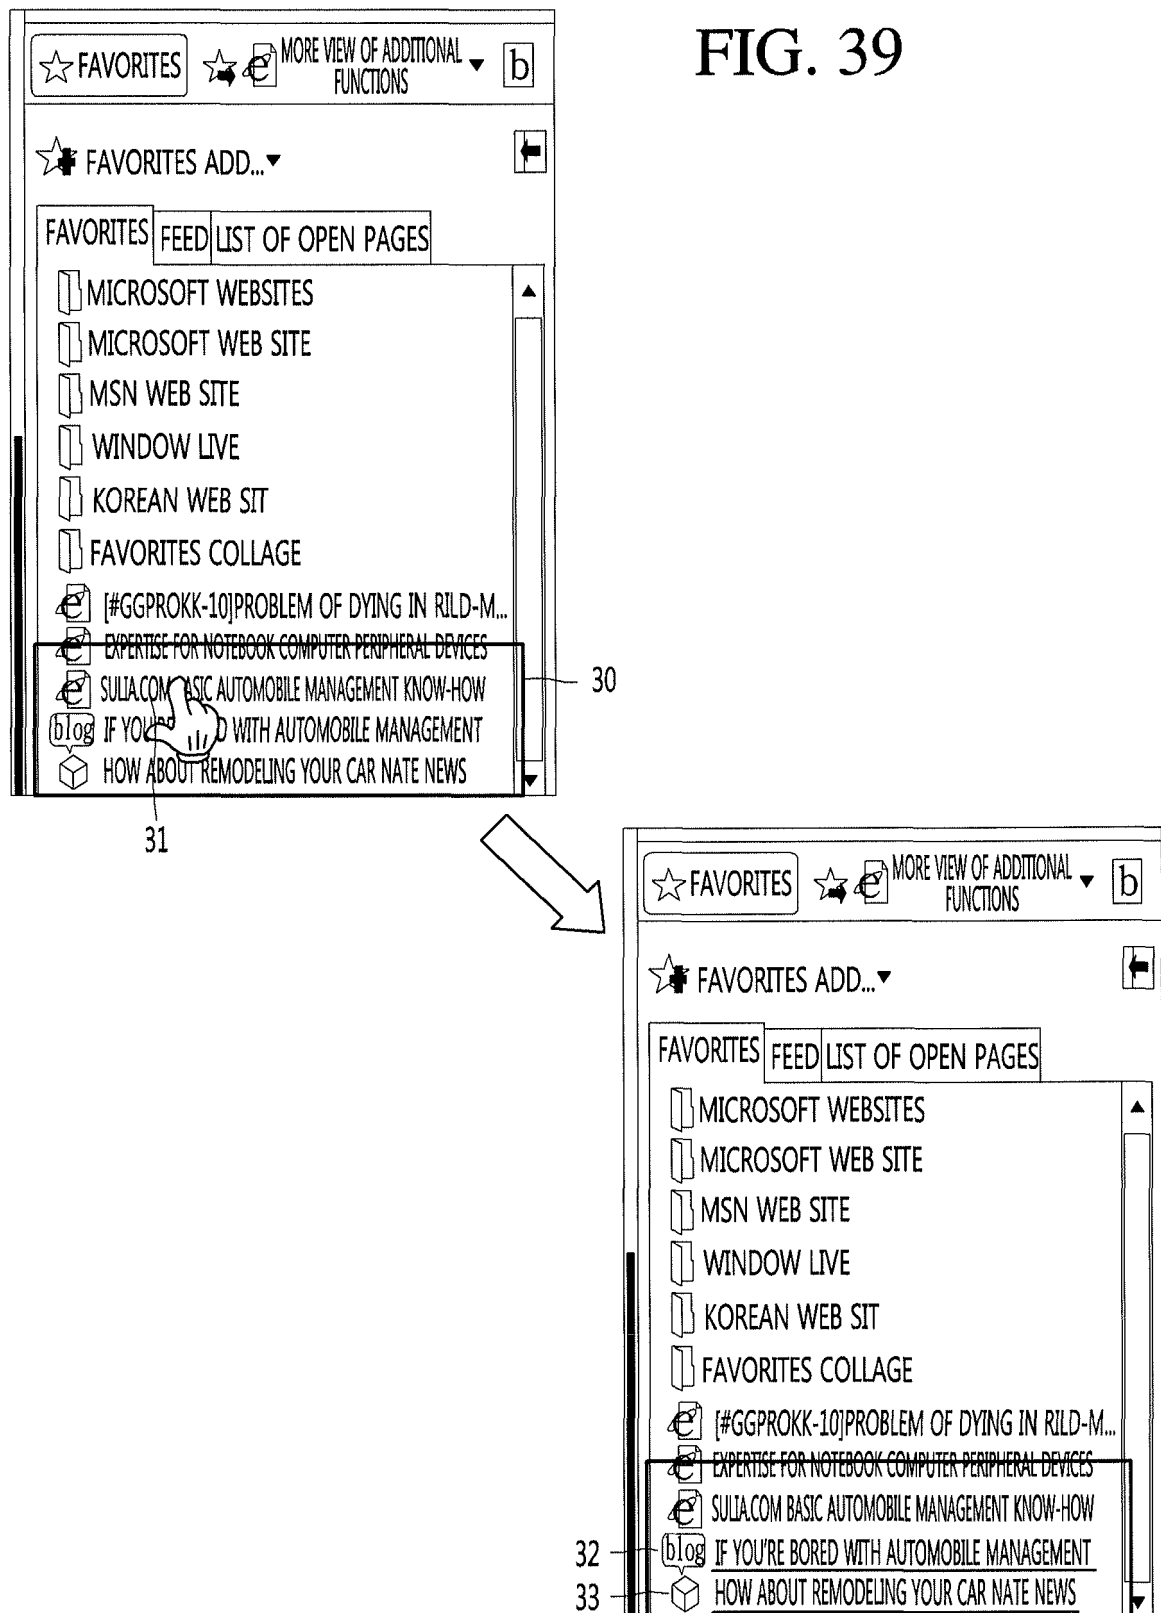 FIG. 39
☆ FAVORITES
MORE VIEW OF ADDITIONAL
FUNCTIONS ▼
b
FAVORITES ADD...▼
FAVORITES FEED LIST OF OPEN PAGES
MICROSOFT WEBSITES
MICROSOFT WEB SITE
MSN WEB SITE
WINDOW LIVE
KOREAN WEB SIT
FAVORITES COLLAGE
e [#GGPROKK-10]PROBLEM OF DYING IN RILD-M...
e EXPERTISE FOR NOTEBOOK COMPUTER PERIPHERAL DEVICES
e SULIA.COM BASIC AUTOMOBILE MANAGEMENT KNOW-HOW
30
blog IF YOU'RE WITH AUTOMOBILE MANAGEMENT
HOW ABOUT REMODELING YOUR CAR NATE NEWS
31
☆ FAVORITES
MORE VIEW OF ADDITIONAL
FUNCTIONS ▼
b
FAVORITES ADD...▼
FAVORITES FEED LIST OF OPEN PAGES
MICROSOFT WEBSITES
MICROSOFT WEB SITE
MSN WEB SITE
WINDOW LIVE
KOREAN WEB SIT
FAVORITES COLLAGE
e [#GGPROKK-10]PROBLEM OF DYING IN RILD-M...
e EXPERTISE FOR NOTEBOOK COMPUTER PERIPHERAL DEVICES
e SULIA.COM BASIC AUTOMOBILE MANAGEMENT KNOW-HOW
32 blog IF YOU'RE BORED WITH AUTOMOBILE MANAGEMENT
33 HOW ABOUT REMODELING YOUR CAR NATE NEWS